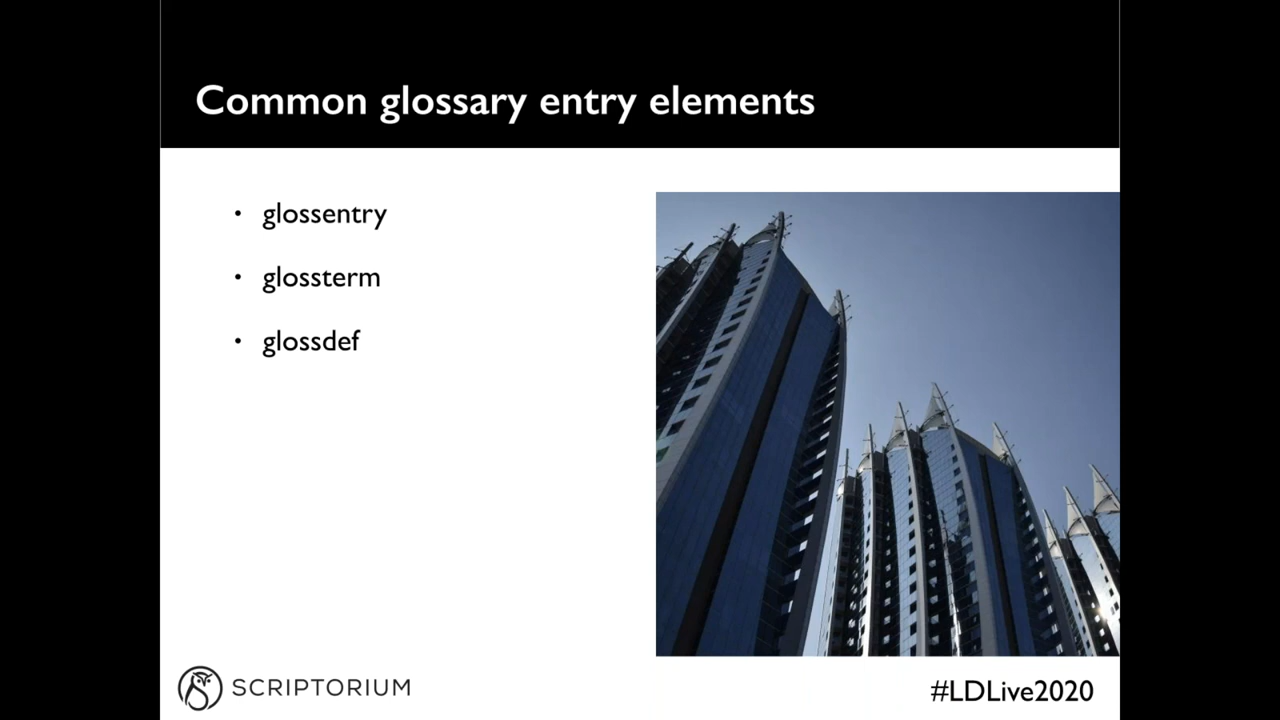 Common glossary entry elements
• glossentry
• glossterm
• glossdef
SCRIPTORIUM
#LDLive2020